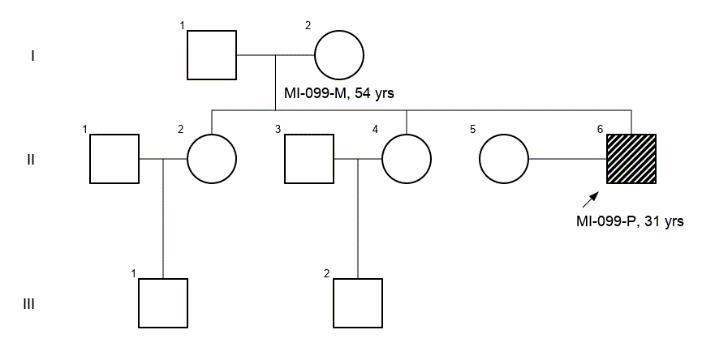 1 2
I
MI-099-M, 54 yrs
1 2 3 4 5 6
II
MI-099-P, 31 yrs
1 2
III